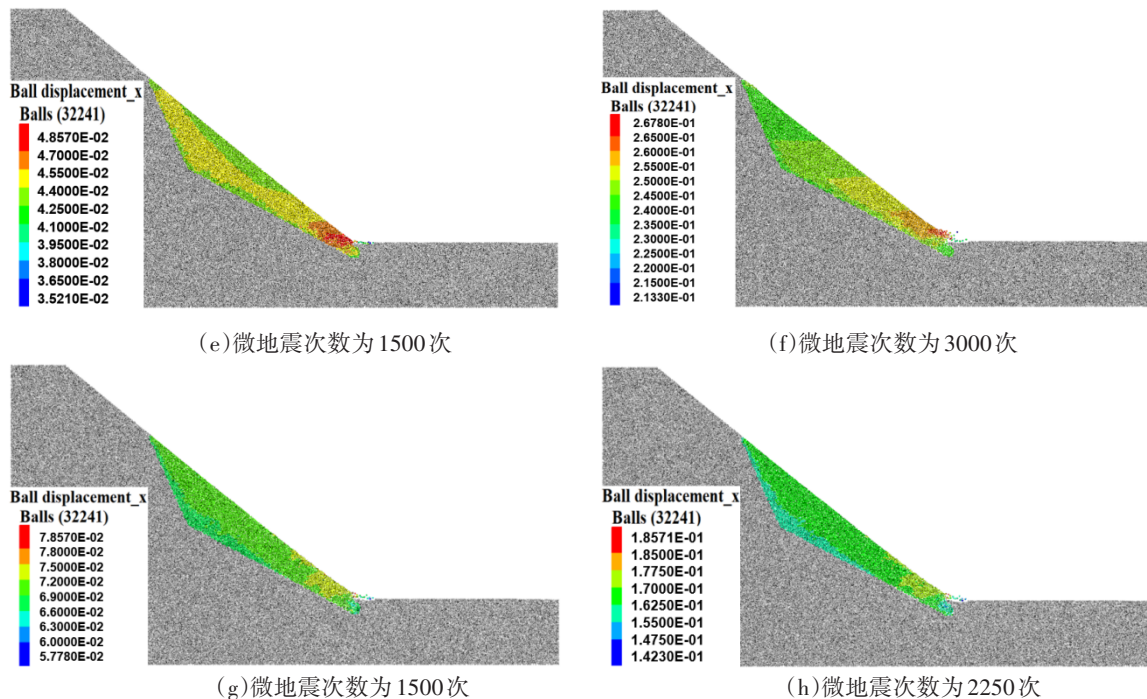 Ball displacement_x
Balls (32241)
4.8570E-02
4.7000E-02
4.5500E-02
4.4000E-02
4.2500E-02
4.1000E-02
3.9500E-02
3.8000E-02
3.6500E-02
3.5210E-02
(e)微地震次数为1500次
Ball displacement_x
Balls (32241)
2.6780E-01
2.6500E-01
2.6000E-01
2.5500E-01
2.5000E-01
2.4500E-01
2.4000E-01
2.3500E-01
2.3000E-01
2.2500E-01
2.2000E-01
2.1500E-01
2.1330E-01
(f)微地震次数为3000次
Ball displacement_x
Balls (32241)
7.8570E-02
7.8000E-02
7.5000E-02
7.2000E-02
6.9000E-02
6.6000E-02
6.3000E-02
6.0000E-02
5.7780E-02
(g)微地震次数为1500次
Ball displacement_x
Balls (32241)
1.8571E-01
1.8500E-01
1.7750E-01
1.7000E-01
1.6250E-01
1.5500E-01
1.4750E-01
1.4230E-01
(h)微地震次数为2250次